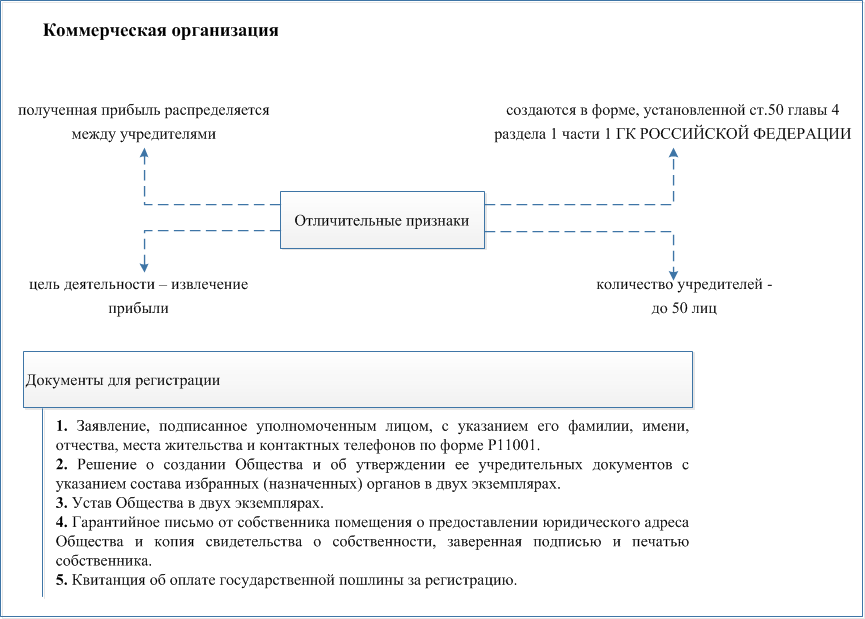 Коммерческая организация
полученная прибыль распределяется
между учредителями
создаются в форме, установленной ст.50 главы 4
раздела 1 части 1 ГК РОССИЙСКОЙ ФЕДЕРАЦИИ
Отличительные признаки
цель деятельности – извлечение
прибыли
количество учредителей -
до 50 лиц
Документы для регистрации
1. Заявление, подписанное уполномоченным лицом, с указанием его фамилии, имени,
отчества, места жительства и контактных телефонов по форме Р11001.
2. Решение о создании Общества и об утверждении ее учредительных документов с
указанием состава избранных (назначенных) органов в двух экземплярах.
3. Устав Общества в двух экземплярах.
4. Гарантийное письмо от собственника помещения о предоставлении юридического адреса
Общества и копия свидетельства о собственности, заверенная подписью и печатью
собственника.
5. Квитанция об оплате государственной пошлины за регистрацию.